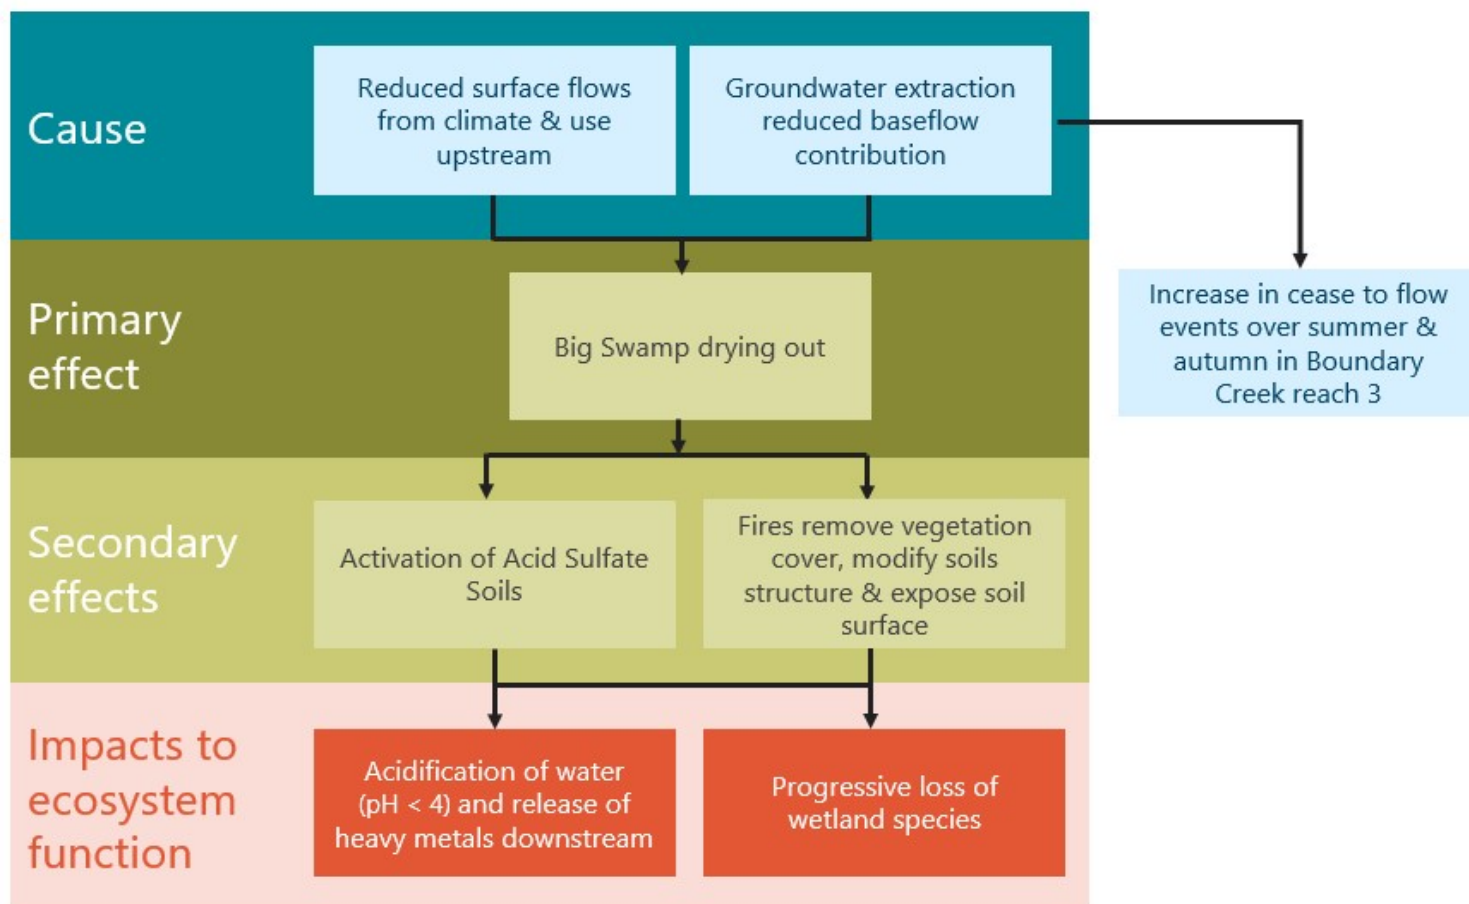 Cause
Reduced surface flows
from climate & use
upstream
Groundwater extraction
reduced baseflow
contribution
Increase in cease to flow
events over summer &
autumn in Boundary
Creek reach 3
Primary
effect
Big Swamp drying out
Secondary
effects
Activation of Acid Sulfate
Soils
Fires remove vegetation
cover, modify soils
structure & expose soil
surface
Impacts to
ecosystem
function
Acidification of water
(pH < 4) and release of
heavy metals downstream
Progressive loss of
wetland species